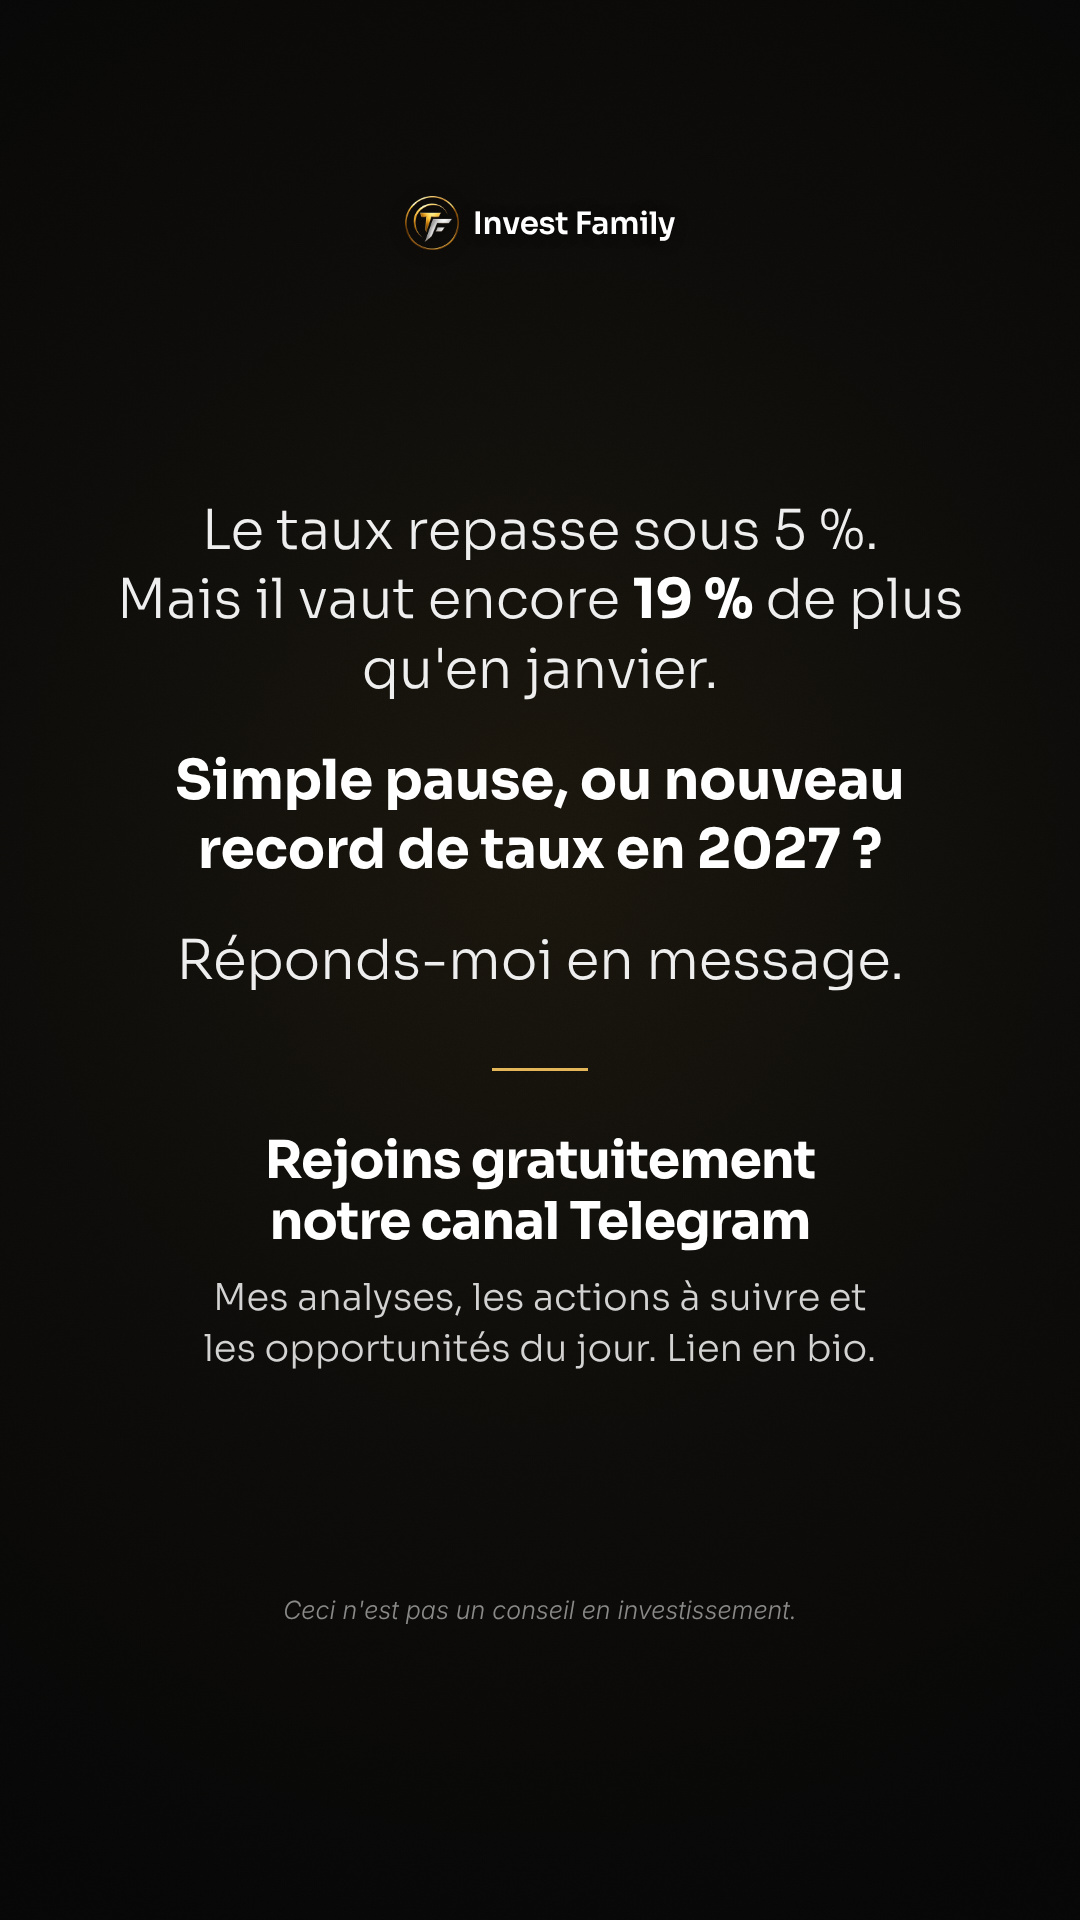 TF Invest Family
Le taux repasse sous 5 %.
Mais il vaut encore 19 % de plus
qu'en janvier.
Simple pause, ou nouveau
record de taux en 2027 ?
Réponds-moi en message.
Rejoins gratuitement
notre canal Telegram
Mes analyses, les actions à suivre et
les opportunités du jour. Lien en bio.
Ceci n'est pas un conseil en investissement.